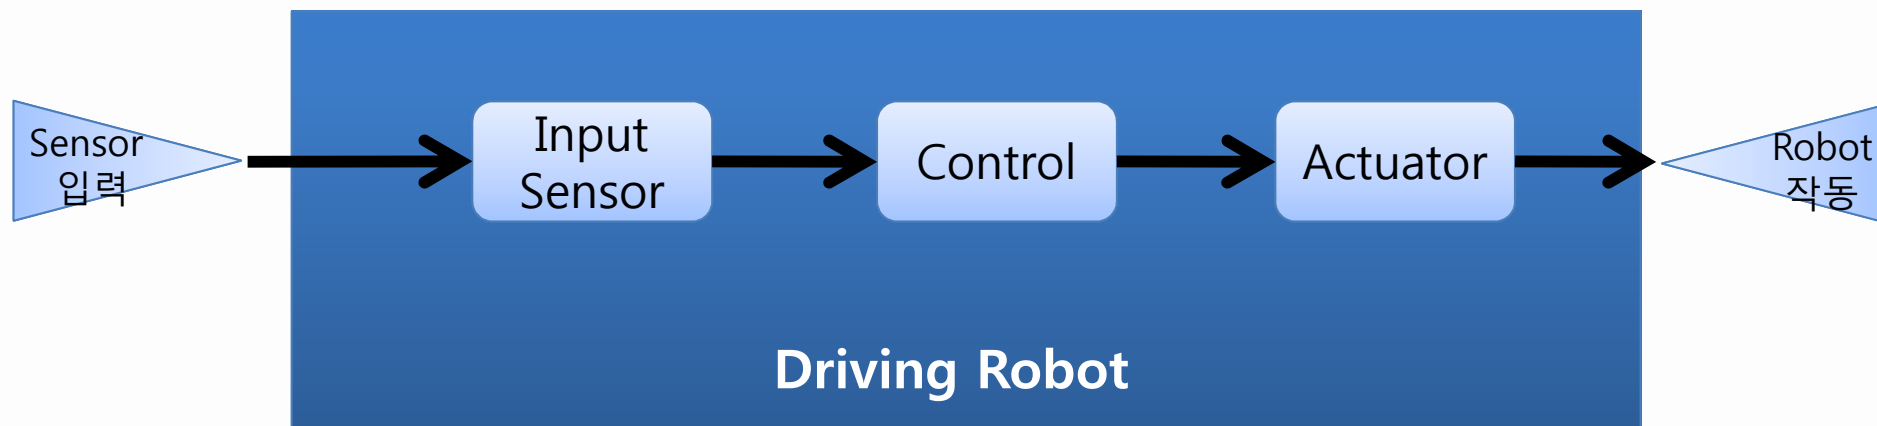 Sensor
입력
Input
Sensor
Control
Actuator
Robot
작동
Driving Robot